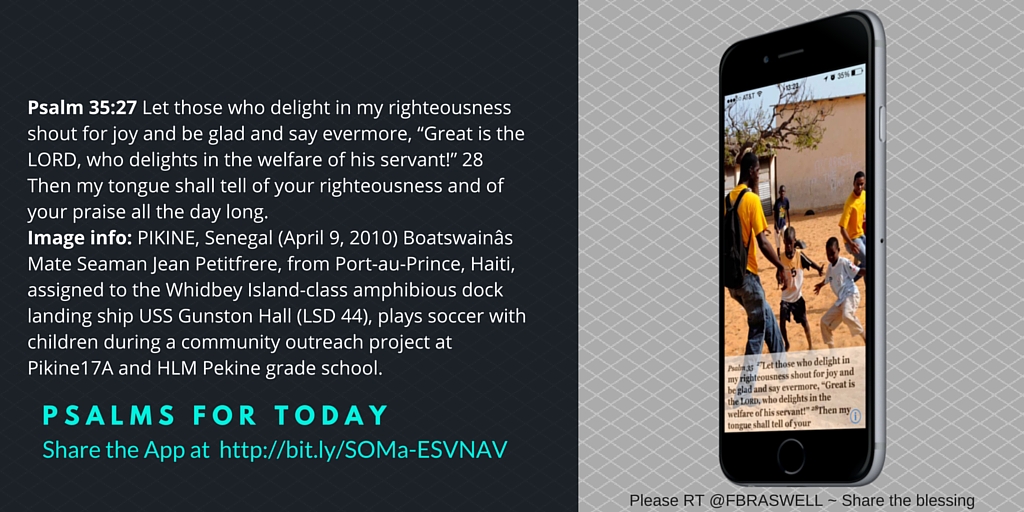 Psalm 35:27 Let those who delight in my righteousness
shout for joy and be glad and say evermore, “Great is the
LORD, who delights in the welfare of his servant!” 28
Then my tongue shall tell of your righteousness and of
your praise all the day long.
Image info: PIKINE, Senegal (April 9, 2010) Boatswainâs
Mate Seaman Jean Petitfrere, from Port-au-Prince, Haiti,
assigned to the Whidbey Island-class amphibious dock
landing ship USS Gunston Hall (LSD 44), plays soccer with
children during a community outreach project at
Pikine17A and HLM Pekine grade school.
PSALMS FOR TODAY
Share the App at http://bit.ly/SOMa-ESVNAV
AT&T 13:20 35%
5
Psalm 35 27Let those who delight in
my righteousness shout for joy and
be glad and say evermore, “Great is
the LORD, who delights in the
welfare of his servant!” 28Then my
tongue shall tell of your
Please RT @FBRASWELL ~ Share the blessing